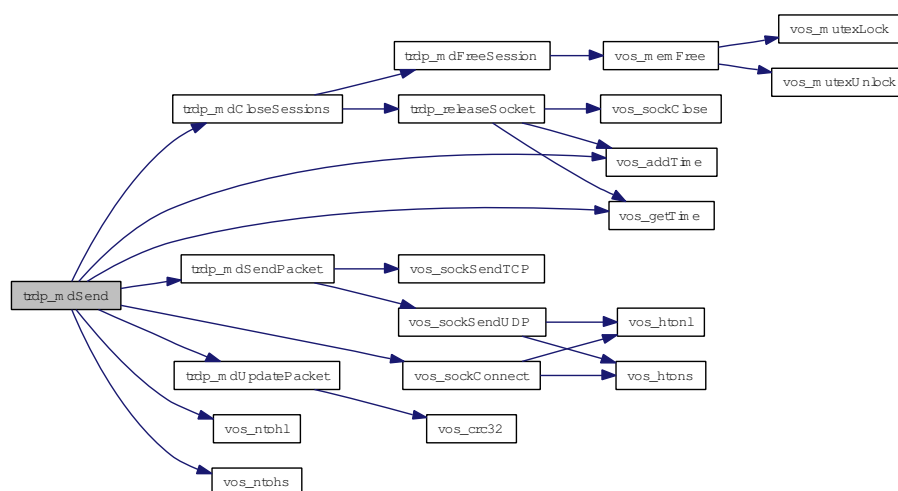 vos_mutexLock
trdp_mdFreeSession
vos_memFree
vos_mutexUnlock
trdp_mdCloseSessions
trdp_releaseSocket
vos_sockClose
vos_addTime
vos_getTime
trdp_mdSendPacket
vos_sockSendTCP
trdp_mdSend
vos_sockSendUDP
vos_htonl
trdp_mdUpdatePacket
vos_sockConnect
vos_htons
vos_ntohl
vos_crc32
vos_ntohs